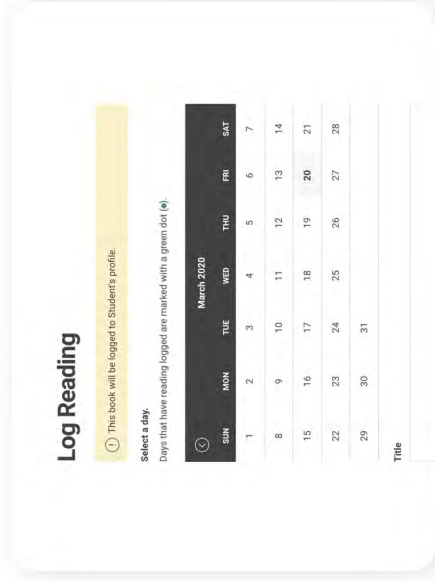 Log Reading
This book will be logged to Student's profile.
Select a day.
Days that have reading logged are marked with a green dot (●).
March 2020
SUN MON TUE WED THU FRI SAT
1 2 3 4 5 6 7
8 9 10 11 12 13 14
15 16 17 18 19 20 21
22 23 24 25 26 27 28
29 30 31
Title